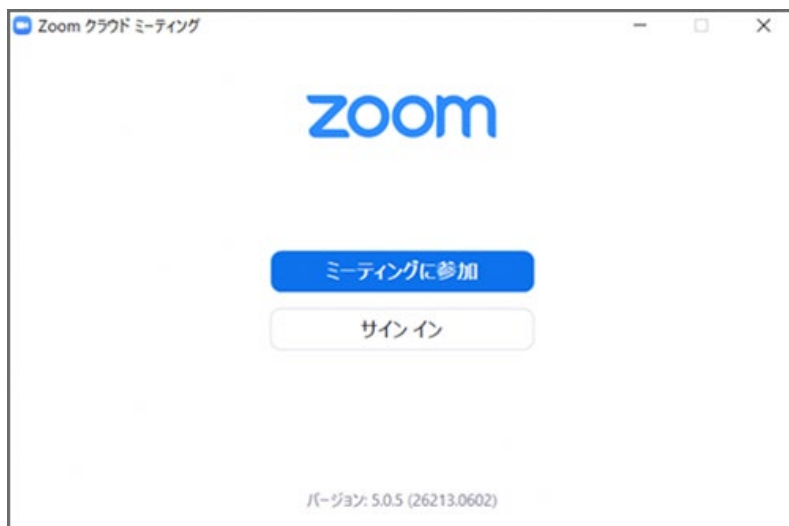 Zoom クラウド ミーティング
zoom
ミーティングに参加
サイン イン
バージョン: 5.0.5 (26213.0602)